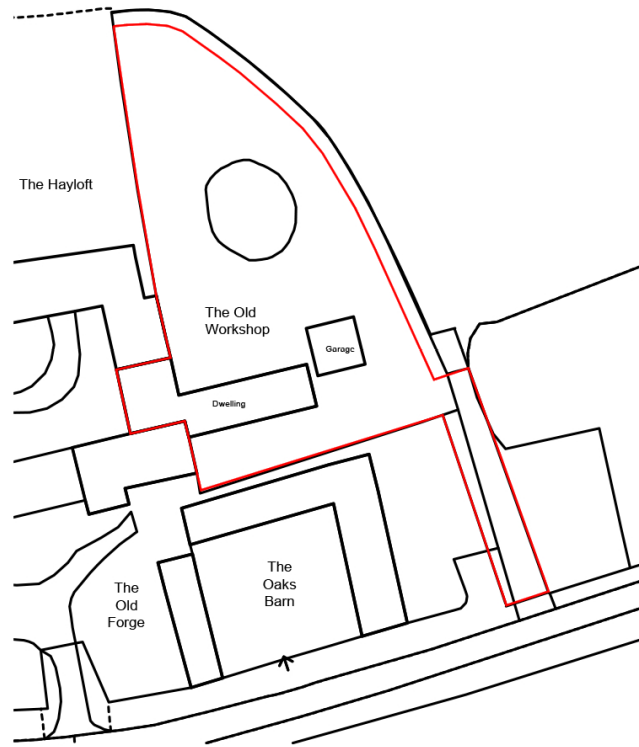 The Hayloft
The Old
Workshop
Garage
Dwelling
The
Oaks
Barn
The
Old
Forge